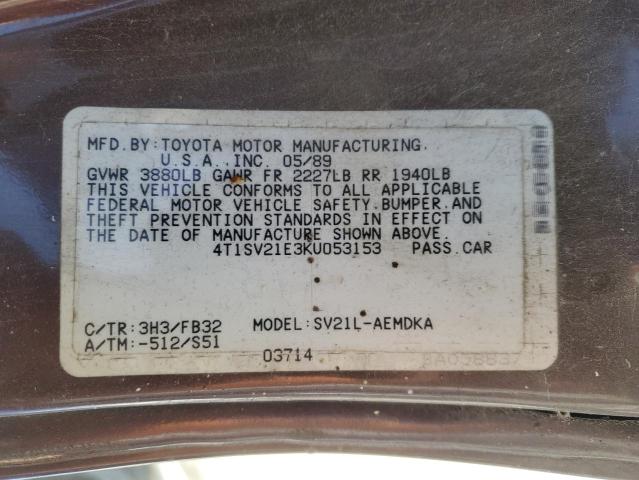 MFD.BY:TOYOTA MOTOR MANUFACTURING.
U.S.A.,INC. 05/89
GVWR 3880LB GAWR FR 2227LB RR 1940LB
THIS VEHICLE CONFORMS TO ALL APPLICABLE
FEDERAL MOTOR VEHICLE SAFETY.BUMPER.AND
THEFT PREVENTION STANDARDS IN EFFECT ON
THE DATE OF MANUFACTURE SHOWN ABOVE.
4T1SV21E3KU053153 PASS.CAR
C/TR:3H3/FB32 MODEL:SV21L-AEMDKA
A/TM:-512/S51
03714